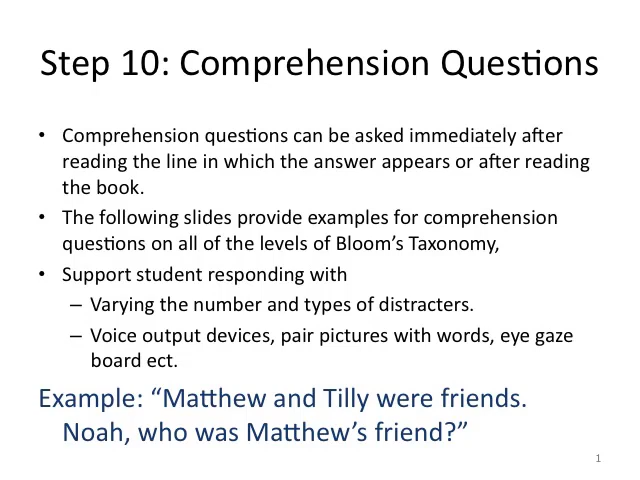 Step 10: Comprehension Questions
• Comprehension questions can be asked immediately after
reading the line in which the answer appears or after reading
the book.
• The following slides provide examples for comprehension
questions on all of the levels of Bloom’s Taxonomy,
• Support student responding with
– Varying the number and types of distracters.
– Voice output devices, pair pictures with words, eye gaze
board ect.
Example: “Matthew and Tilly were friends.
Noah, who was Matthew’s friend?”
1